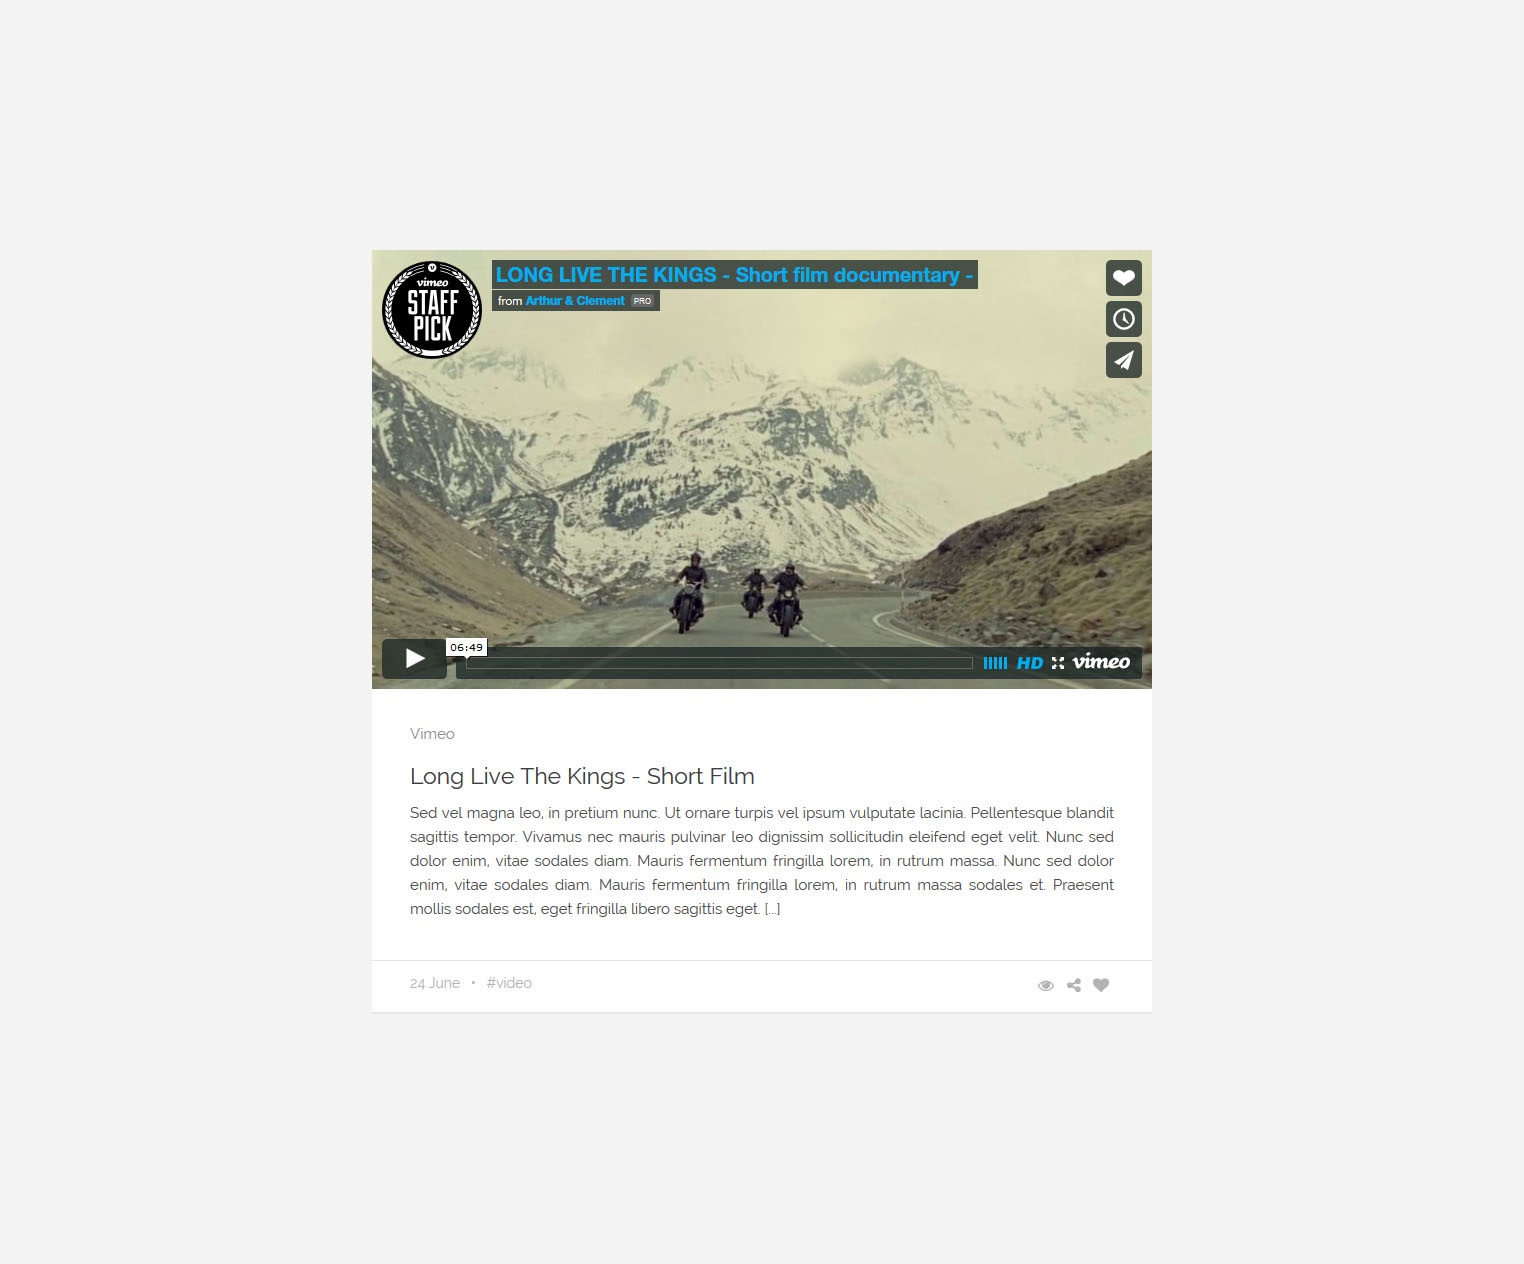 vimeo
STAFF
PICK
LONG LIVE THE KINGS - Short film documentary -
from Arthur & Clement PRO
06:49
HD vimeo
Vimeo
Long Live The Kings - Short Film
Sed vel magna leo, in pretium nunc. Ut ornare turpis vel ipsum vulputate lacinia. Pellentesque blandit
sagittis tempor. Vivamus nec mauris pulvinar leo dignissim sollicitudin eleifend eget velit. Nunc sed
dolor enim, vitae sodales diam. Mauris fermentum fringilla lorem, in rutrum massa. Nunc sed dolor
enim, vitae sodales diam. Mauris fermentum fringilla lorem, in rutrum massa sodales et. Praesent
mollis sodales est, eget fringilla libero sagittis eget. [...]
24 June • #video